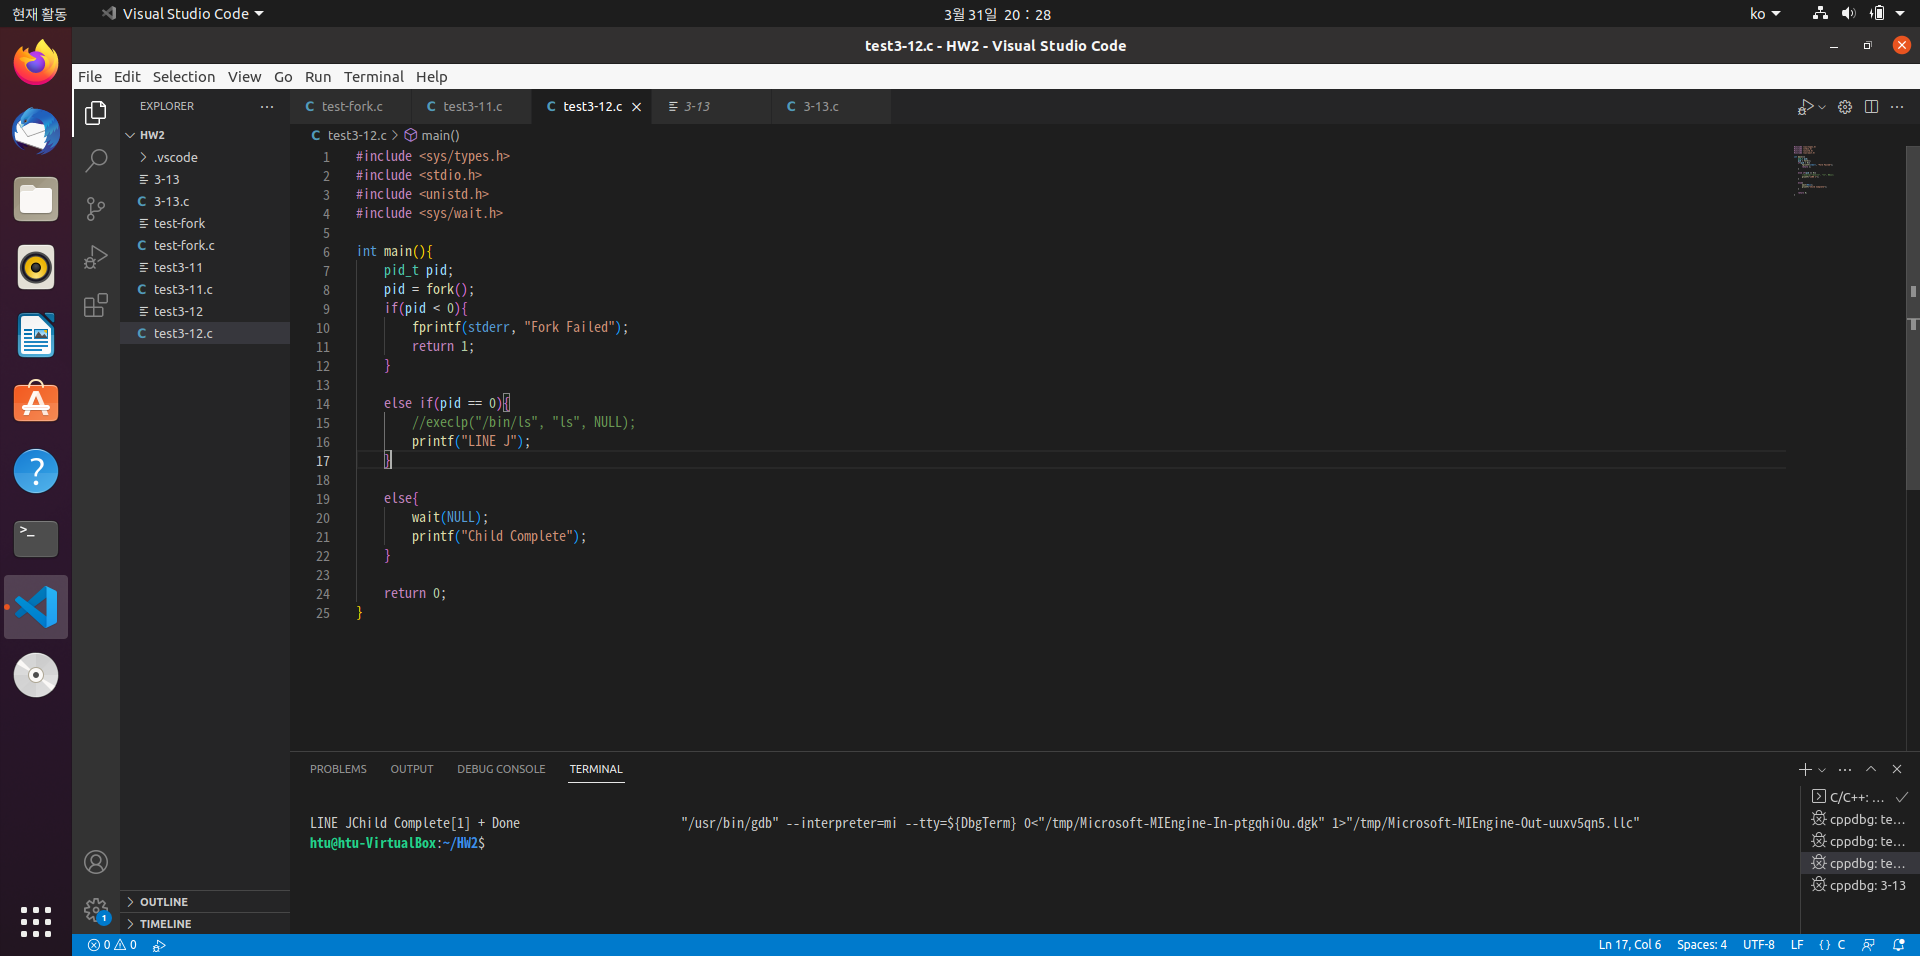 현재 활동
Visual Studio Code
3월 31일 20 : 28
ko
test3-12.c - HW2 - Visual Studio Code
File Edit Selection View Go Run Terminal Help
EXPLORER
HW2
.vscode
3-13
3-13.c
test-fork
test-fork.c
test3-11
test3-11.c
test3-12
test3-12.c
OUTLINE
TIMELINE
test-fork.c
test3-11.c
test3-12.c
3-13
3-13.c
test3-12.c > main()
1 #include <sys/types.h>
2 #include <stdio.h>
3 #include <unistd.h>
4 #include <sys/wait.h>
5
6 int main(){
7 pid_t pid;
8 pid = fork();
9 if(pid < 0){
10 fprintf(stderr, "Fork Failed");
11 return 1;
12 }
13
14 else if(pid == 0){
15 //execlp("/bin/ls", "ls", NULL);
16 printf("LINE J");
17 }
18
19 else{
20 wait(NULL);
21 printf("Child Complete");
22 }
23
24 return 0;
25 }
PROBLEMS OUTPUT DEBUG CONSOLE TERMINAL
LINE JChild Complete[1] + Done "/usr/bin/gdb" --interpreter=mi --tty=${DbgTerm} 0<"/tmp/Microsoft-MIEngine-In-ptgqhi0u.dgk" 1>"/tmp/Microsoft-MIEngine-Out-uuxv5qn5.llc"
htu@htu-VirtualBox:~/HW2$
C/C++: ...
cppdbg: te...
cppdbg: te...
cppdbg: te...
cppdbg: 3-13
1
0 0
Ln 17, Col 6 Spaces: 4 UTF-8 LF {} C